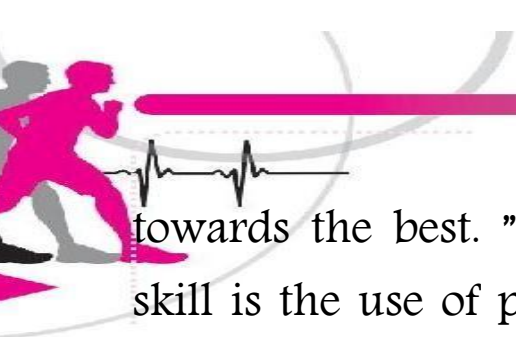 towards the best. ”
skill is the use of p